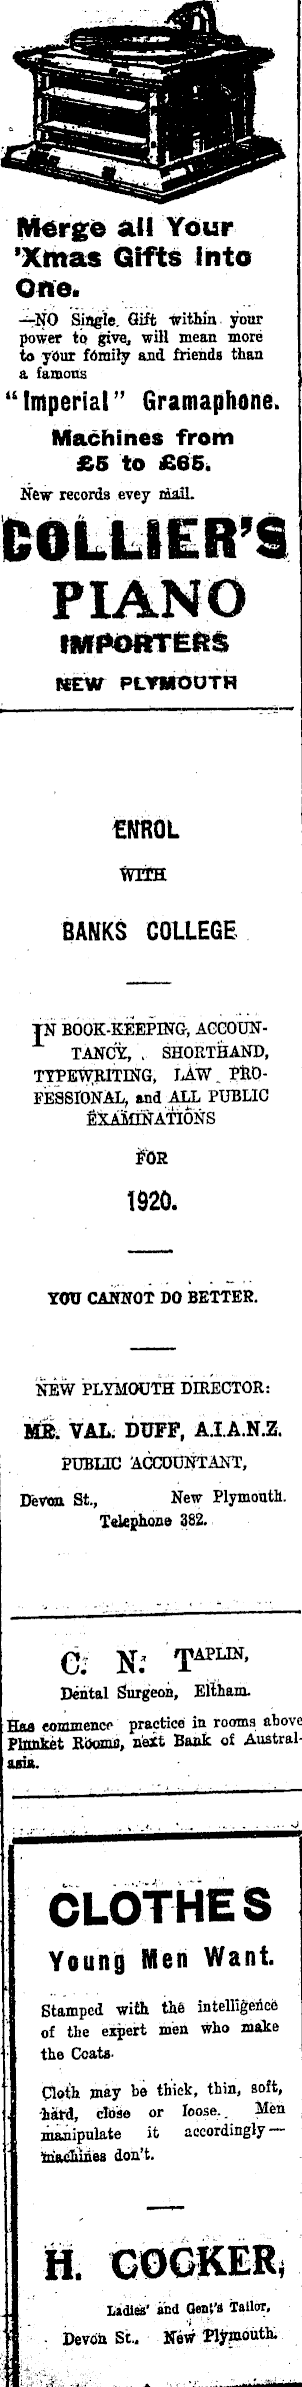 Merge all Your
'Xmas Gifts Into
One.
—NO Single Gift within your
power to give, will mean more
to your fómily and friends than
a famous
"Imperial" Gramaphone.
Machines from
£5 to £65.
New records evey mail.
COLLIER'S
PIANO
IMPORTERS
NEW PLYMOUTH
ENROL
WITH
BANKS COLLEGE
IN BOOK-KEEPING, ACCOUN-
TANCY, SHORTHAND,
TYPEWRITING, LAW PRO-
FESSIONAL, and ALL PUBLIC
EXAMINATIONS
FOR
1920.
YOU CANNOT DO BETTER.
NEW PLYMOUTH DIRECTOR:
MR. VAL. DUFF, A.I.A.N.Z.
PUBLIC ACCOUNTANT,
Devon St., New Plymouth.
Telephone 382.
C. N. TAPLIN,
Dental Surgeon, Eltham.
Has commence practice in rooms above
Plunket Rooms, next Bank of Austral-
asia.
CLOTHES
Young Men Want.
Stamped with the intelligence
of the expert men who make
the Coats.
Cloth may be thick, thin, soft,
hard, close or loose. Men
manipulate it accordingly—
machines don't.
H. COCKER,
Ladies' and Gent's Tailor,
Devon St., New Plymouth.